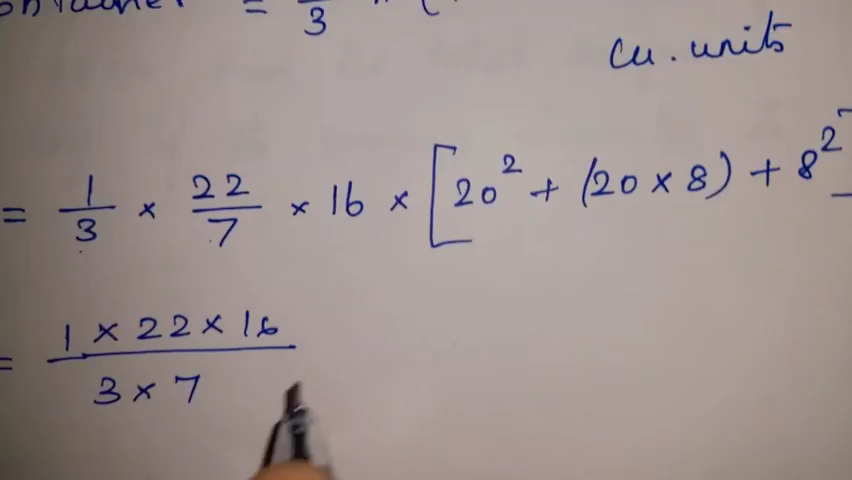 = 1/3
cu. units
= 1/3 × 22/7 × 16 × [20² + (20 × 8) + 8²]
= 1 × 22 × 16 / 3 × 7